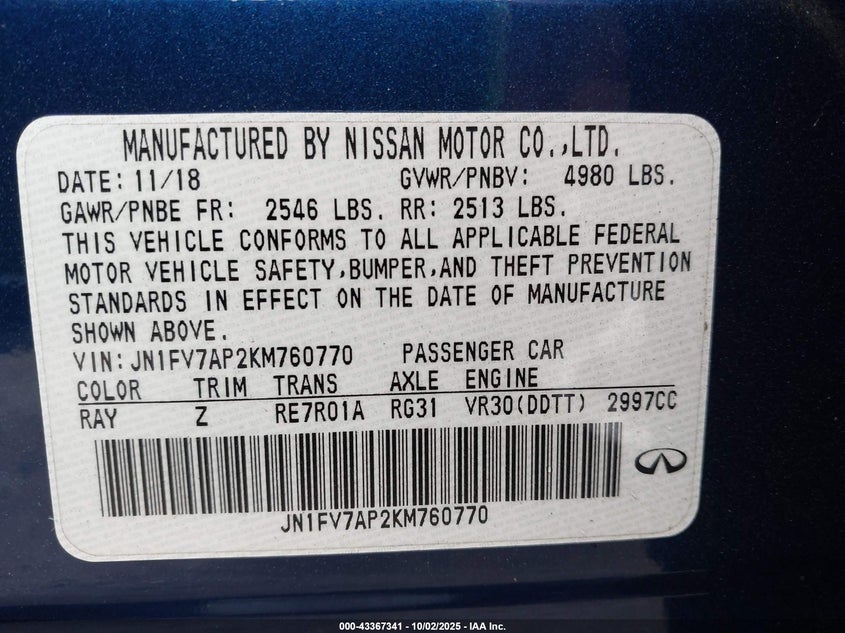 MANUFACTURED BY NISSAN MOTOR CO.,LTD.
DATE: 11/18 GVWR/PNBV: 4980 LBS.
GAWR/PNBE FR: 2546 LBS. RR: 2513 LBS.
THIS VEHICLE CONFORMS TO ALL APPLICABLE FEDERAL
MOTOR VEHICLE SAFETY,BUMPER,AND THEFT PREVENTION
STANDARDS IN EFFECT ON THE DATE OF MANUFACTURE
SHOWN ABOVE.
VIN:JN1FV7AP2KM760770 PASSENGER CAR
COLOR TRIM TRANS AXLE ENGINE
RAY Z RE7R01A RG31 VR30(DDTT) 2997CC
JN1FV7AP2KM760770
000-43367341 - 10/02/2025 - IAA Inc.